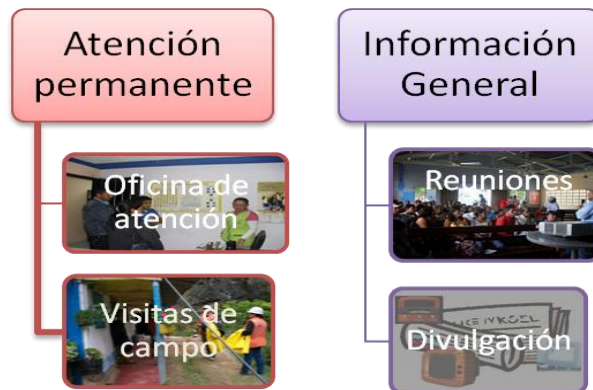 Atención
permanente
Oficina de
atención
Visitas de
campo
Información
General
Reuniones
Divulgación